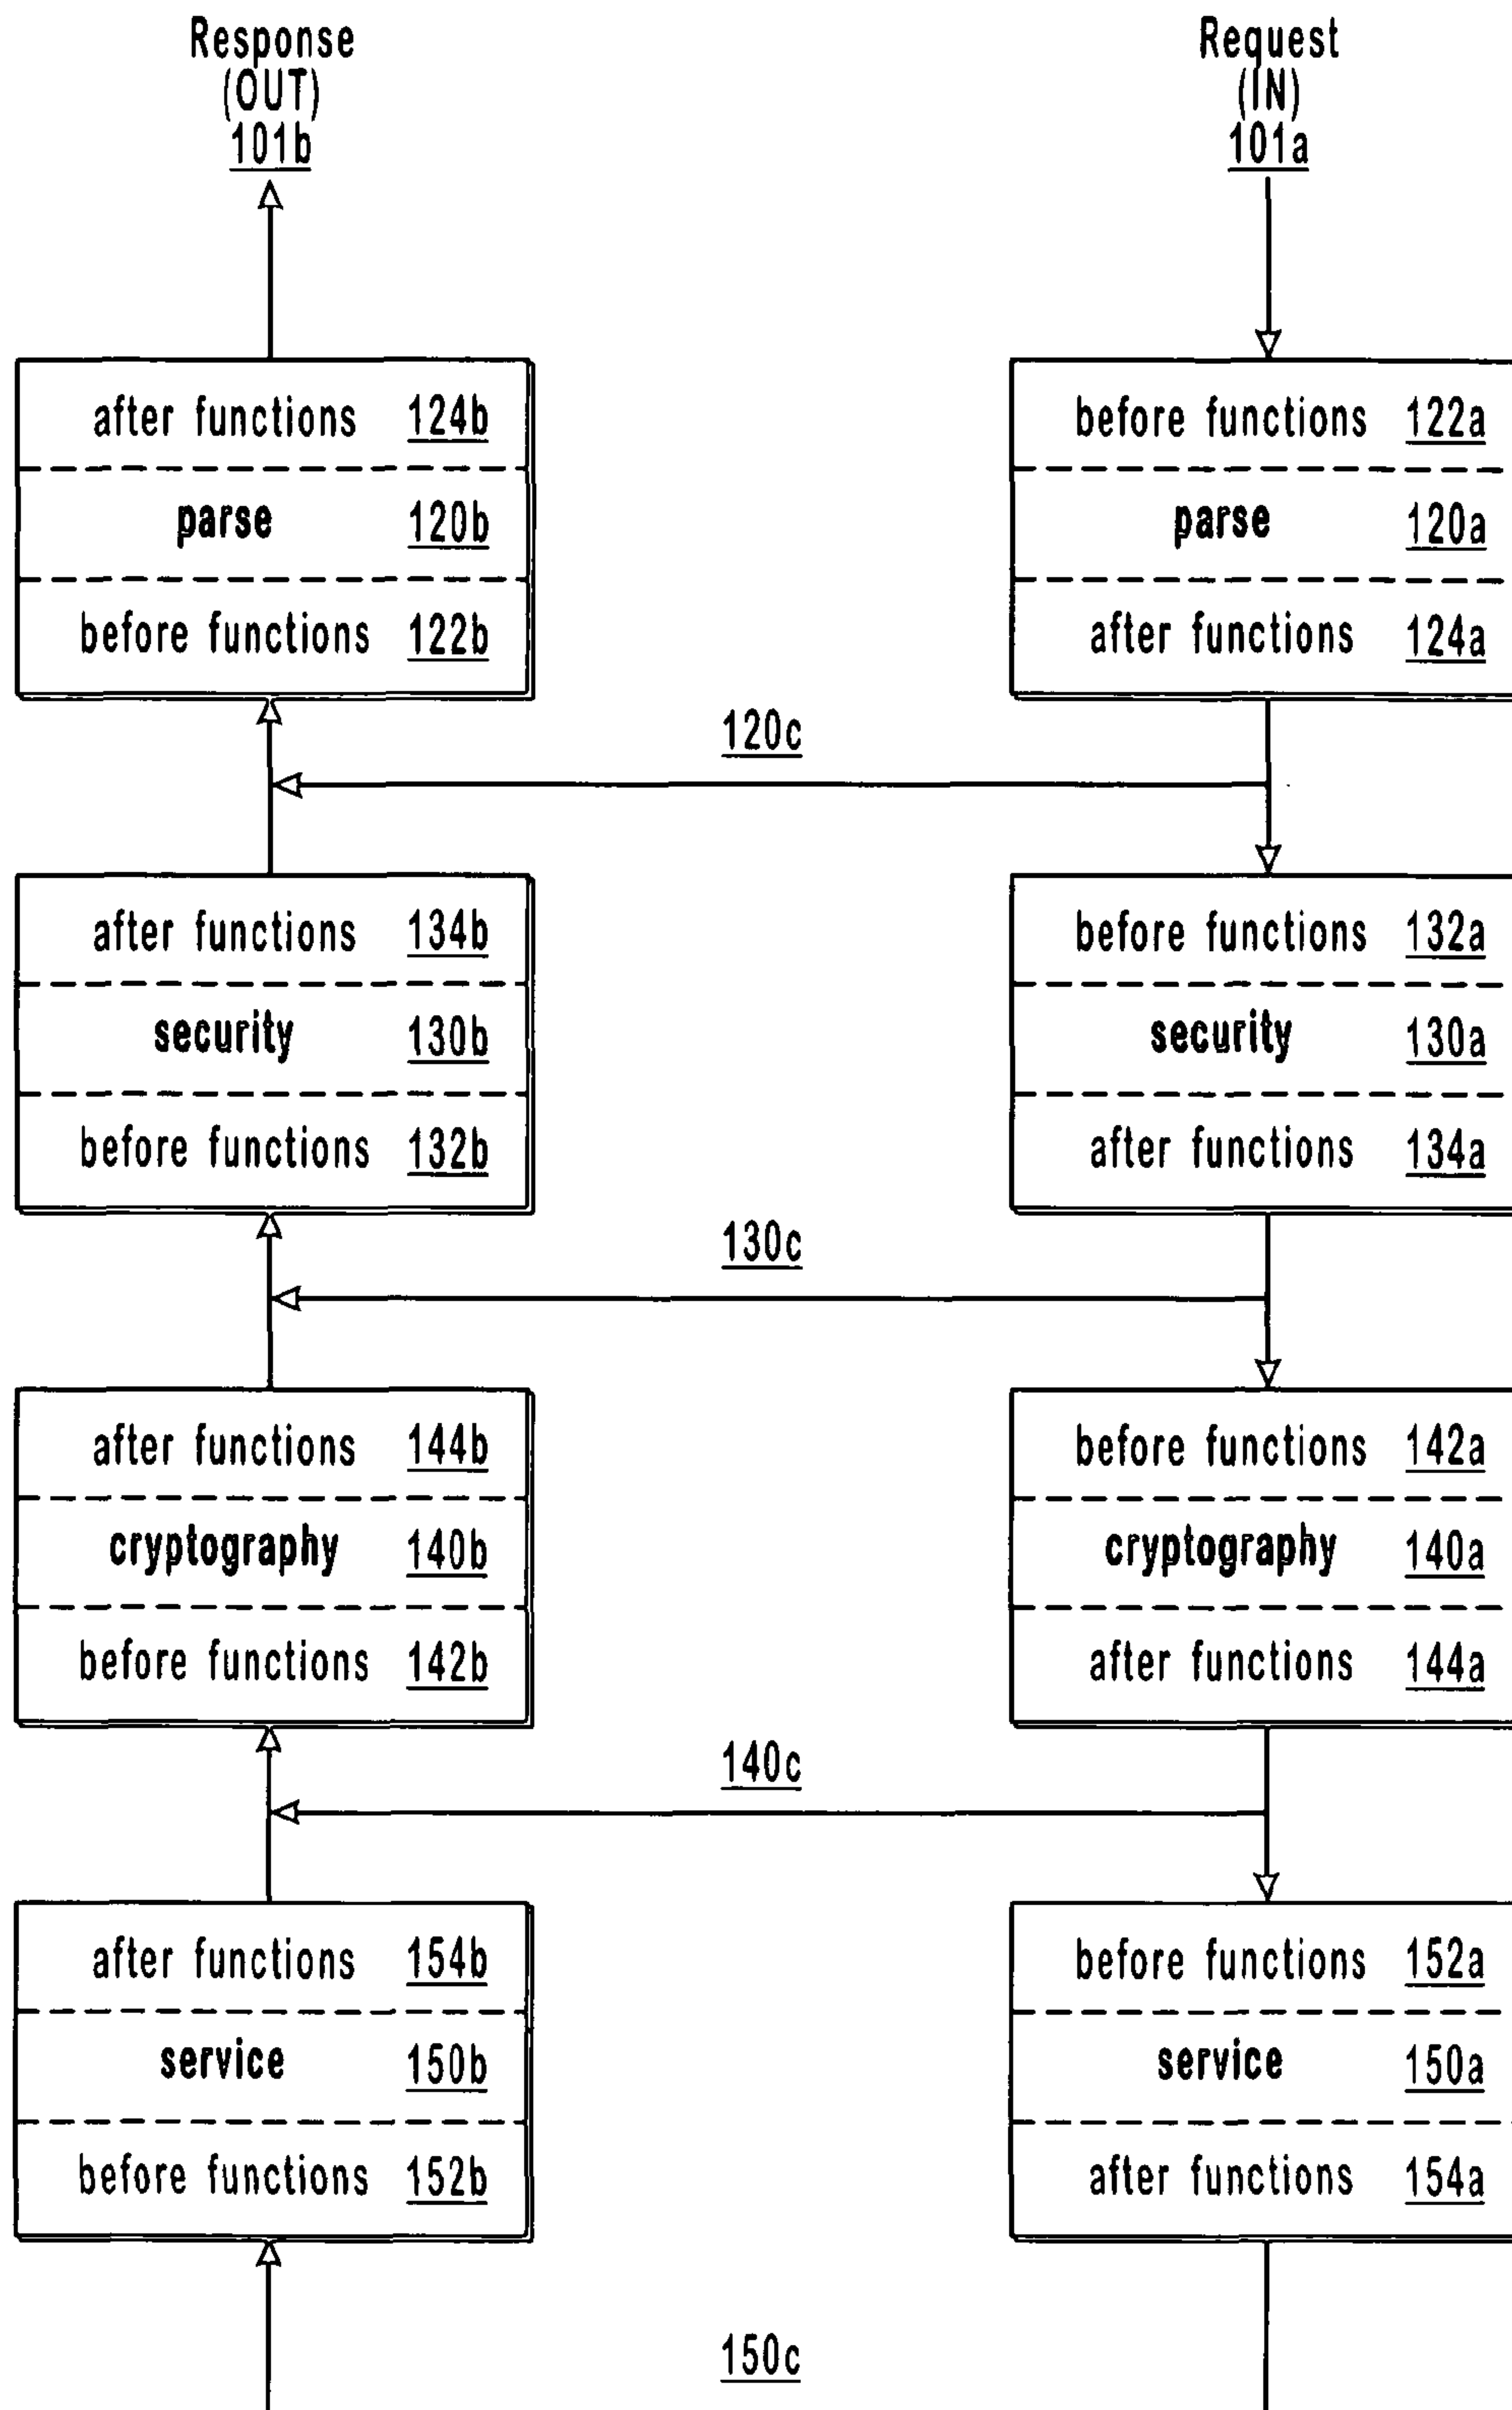 Response
(OUT)
101b
Request
(IN)
101a
after functions 124b
parse 120b
before functions 122b
before functions 122a
parse 120a
after functions 124a
120c
after functions 134b
security 130b
before functions 132b
before functions 132a
security 130a
after functions 134a
130c
after functions 144b
cryptography 140b
before functions 142b
before functions 142a
cryptography 140a
after functions 144a
140c
after functions 154b
service 150b
before functions 152b
before functions 152a
service 150a
after functions 154a
150c